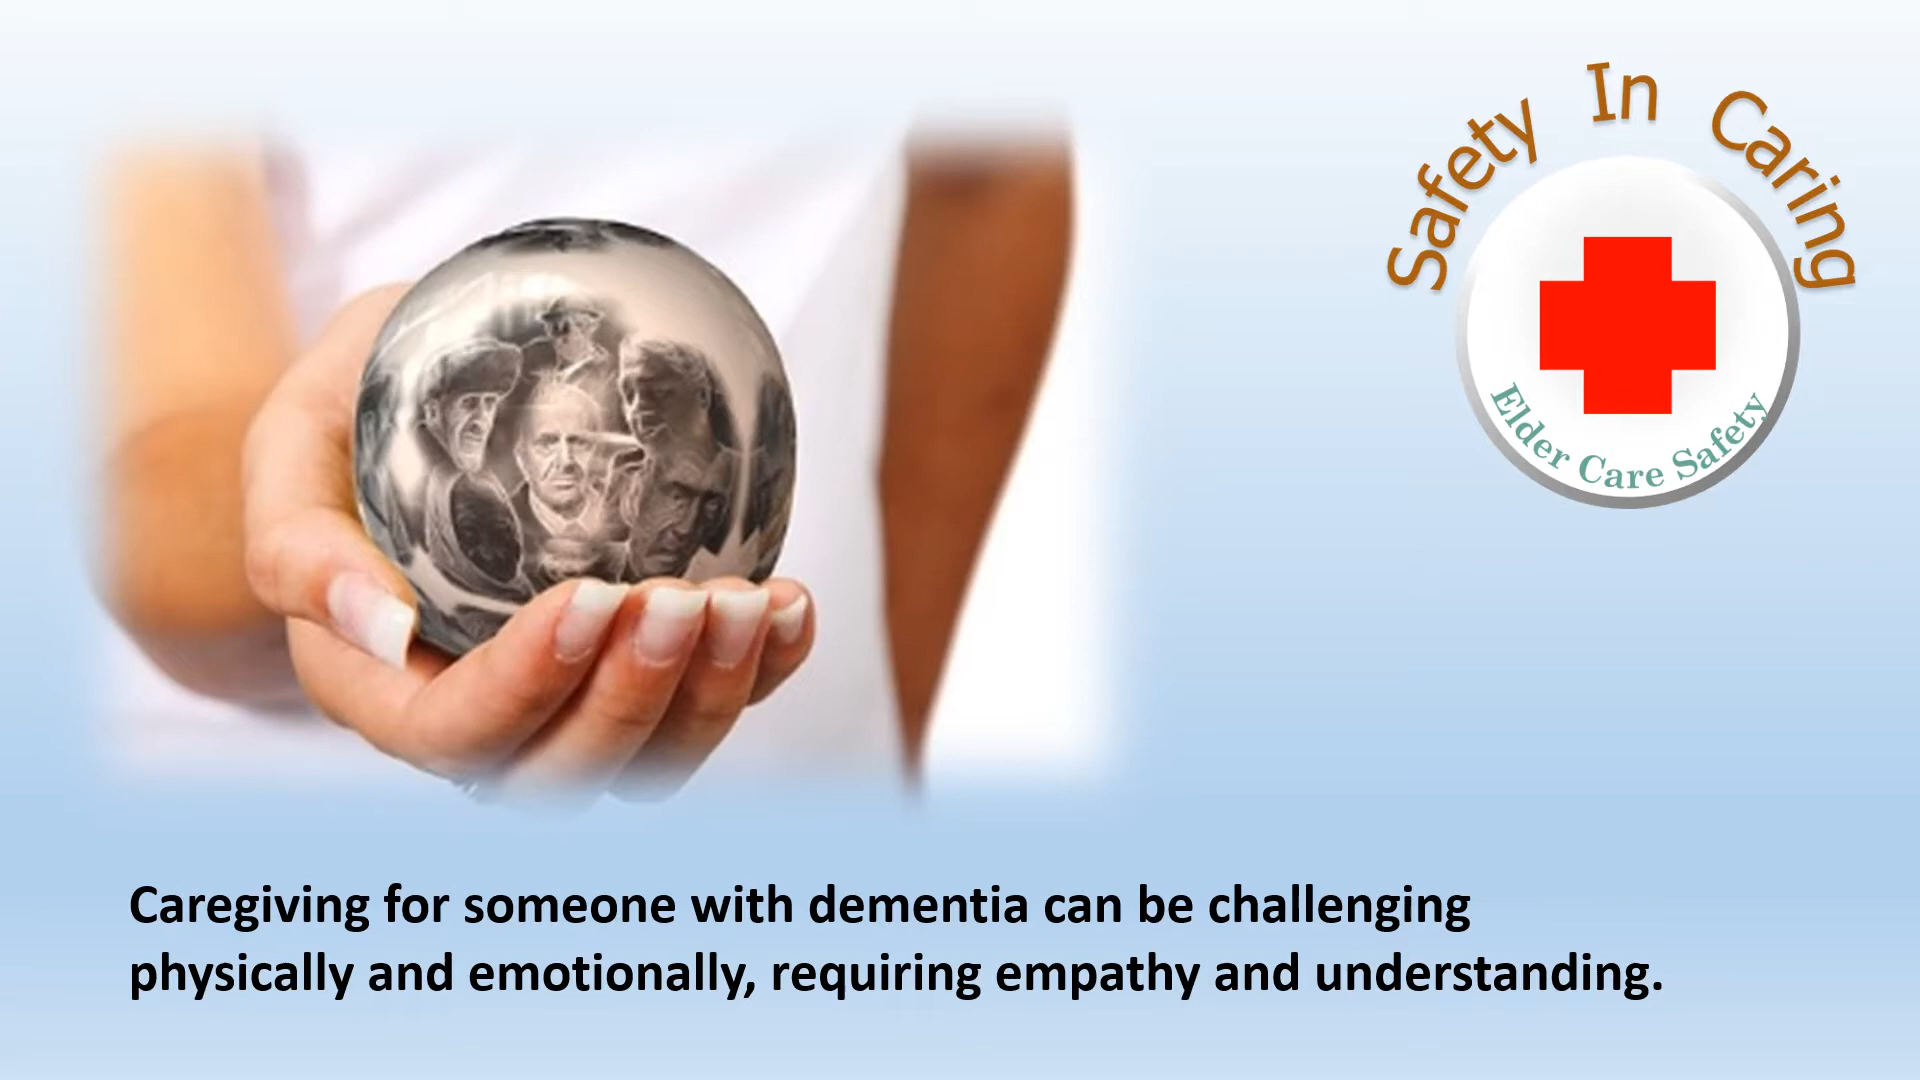 Safety In Caring
Elder Care Safety
Caregiving for someone with dementia can be challenging
physically and emotionally, requiring empathy and understanding.